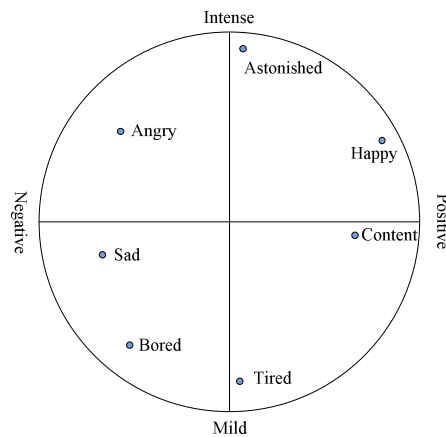 Intense
Astonished
Angry
Happy
Negative
Positive
Content
Sad
Bored
Tired
Mild